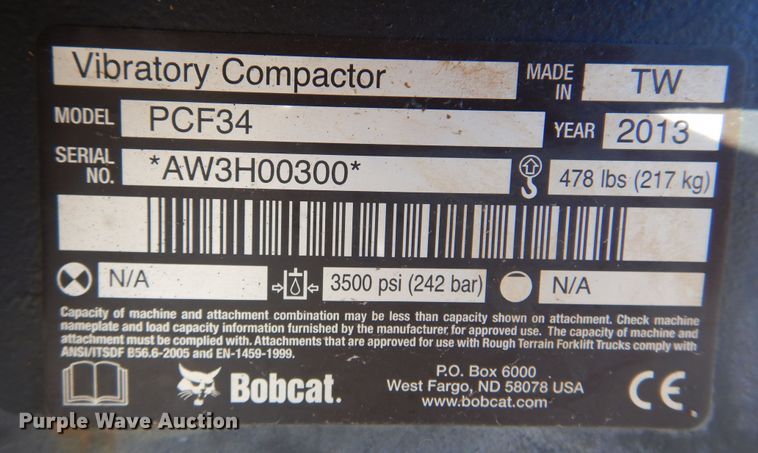 Vibratory Compactor
MADE IN TW
MODEL PCF34
YEAR 2013
SERIAL NO. *AW3H00300*
478 lbs (217 kg)
N/A
3500 psi (242 bar)
N/A
Capacity of machine and attachment combination may be less than capacity shown on attachment. Check machine
nameplate and load capacity information furnished by the manufacturer, for approved use. The capacity of machine and
attachment must be complied with. Attachments that are approved for use with Rough Terrain Forklift Trucks comply with
ANSI/ITSDF B56.6-2005 and EN-1459-1999.
Bobcat.
P.O. Box 6000
West Fargo, ND 58078 USA
www.bobcat.com
CE
Purple Wave Auction